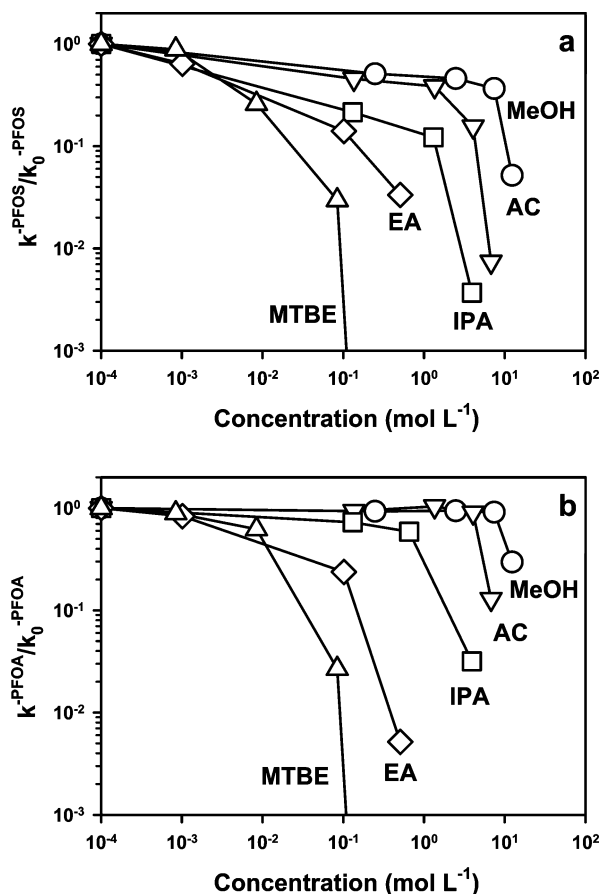 a
k⁻ᴾᶠᴼˢ/k₀⁻ᴾᶠᴼˢ
10⁰
10⁻¹
10⁻²
10⁻³
MeOH
AC
EA
MTBE
IPA
10⁻⁴ 10⁻³ 10⁻² 10⁻¹ 10⁰ 10¹ 10²
Concentration (mol L⁻¹)
b
k⁻ᴾᶠᴼᴬ/k₀⁻ᴾᶠᴼᴬ
10⁰
10⁻¹
10⁻²
10⁻³
MeOH
AC
IPA
MTBE
EA
10⁻⁴ 10⁻³ 10⁻² 10⁻¹ 10⁰ 10¹ 10²
Concentration (mol L⁻¹)